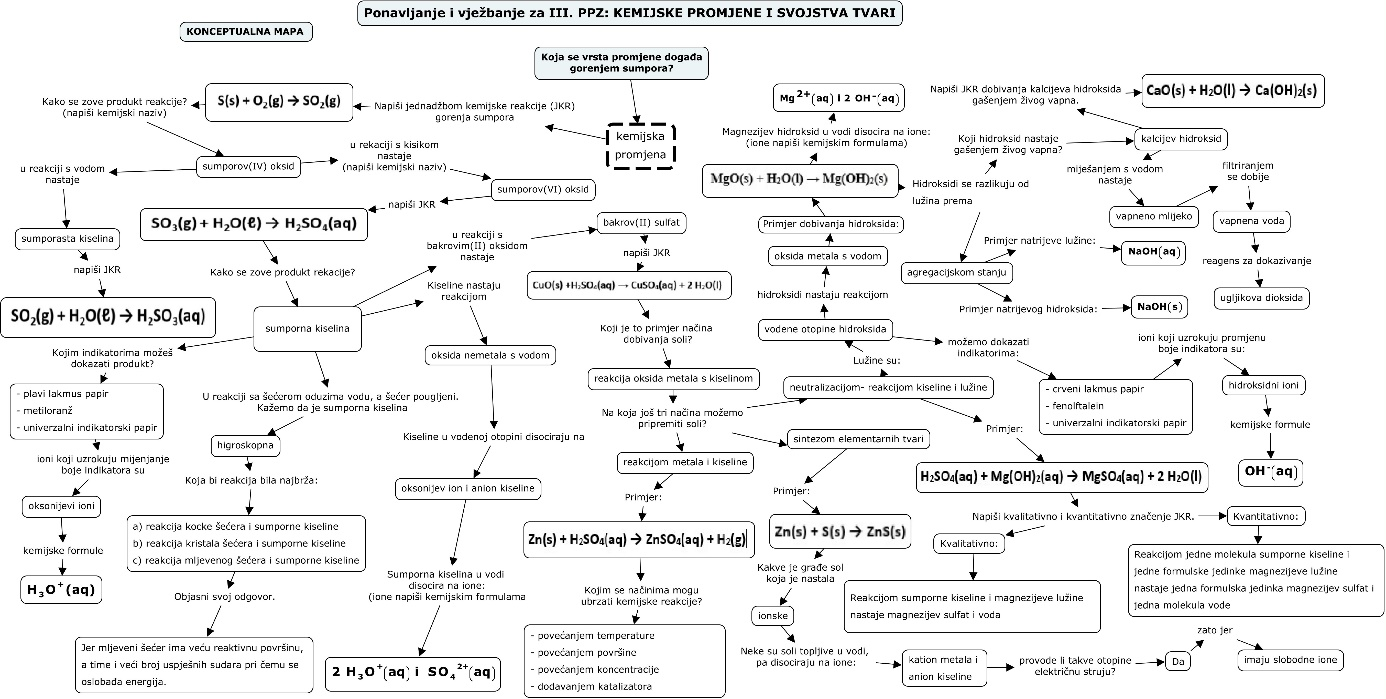 Ponavljanje i vježbanje za III. PPZ: KEMIJSKE PROMJENE I SVOJSTVA TVARI
KONCEPTUALNA MAPA
Koja se vrsta promjene događa
gorenjem sumpora?
kemijska
promjena
Napiši jednadžbom kemijske reakcije (JKR)
gorenja sumpora
S(s) + O₂(g) → SO₂(g)
Kako se zove produkt reakcije?
(napiši kemijski naziv)
sumporov(IV) oksid
u reakciji s vodom
nastaje
sumporasta kiselina
napiši JKR
SO₂(g) + H₂O(ℓ) → H₂SO₃(aq)
u rekaciji s kisikom
nastaje
(napiši kemijski naziv)
sumporov(VI) oksid
napiši JKR
SO₃(g) + H₂O(ℓ) → H₂SO₄(aq)
Kako se zove produkt rekacije?
sumporna kiselina
Kojim indikatorima možeš
dokazati produkt?
- plavi lakmus papir
- metiloranž
- univerzalni indikatorski papir
ioni koji uzrokuju mijenjanje
boje indikatora su
oksonijevi ioni
kemijske formule
H₃O⁺(aq)
U reakciji sa šećerom oduzima vodu, a šećer pougljeni.
Kažemo da je sumporna kiselina
higroskopna
Koja bi reakcija bila najbrža:
a) reakcija kocke šećera i sumporne kiseline
b) reakcija kristala šećera i sumporne kiseline
c) reakcija mljevenog šećera i sumporne kiseline
Objasni svoj odgovor.
Jer mljeveni šećer ima veću reaktivnu površinu,
a time i veći broj uspješnih sudara pri čemu se
oslobada energija.
Kiseline nastaju
reakcijom
oksida nemetala s vodom
Kiseline u vodenoj otopini disociraju na
oksonijev ion i anion kiseline
Sumporna kiselina u vodi
disocira na ione:
(ione napiši kemijskim formulama
2 H₃O⁺(aq) i SO₄²⁺(aq)
u reakciji s
bakrovim(II) oksidom
nastaje
bakrov(II) sulfat
napiši JKR
CuO(s) +H₂SO₄(aq) → CuSO₄(aq) + 2 H₂O(l)
Koji je to primjer načina
dobivanja soli?
reakcija oksida metala s kiselinom
Na koja još tri načina možemo
pripremiti soli?
reakcijom metala i kiseline
Primjer:
Zn(s) + H₂SO₄(aq) → ZnSO₄(aq) + H₂(g)
Kojim se načinima mogu
ubrzati kemijske reakcije?
- povećanjem temperature
- povećanjem površine
- povećanjem koncentracije
- dodavanjem katalizatora
sintezom elementarnih tvari
Primjer:
Zn(s) + S(s) → ZnS(s)
Kakve je građe sol
koja je nastala
ionske
Neke su soli topljive u vodi,
pa disociraju na ione:
kation metala i
anion kiseline
provode li takve otopine
električnu struju?
Da
zato jer
imaju slobodne ione
neutralizacijom- reakcijom kiseline i lužine
Primjer:
H₂SO₄(aq) + Mg(OH)₂(aq) → MgSO₄(aq) + 2 H₂O(l)
Napiši kvalitativno i kvantitativno značenje JKR.
Kvalitativno:
Reakcijom sumporne kiseline i magnezijeve lužine
nastaje magnezijev sulfat i voda
Kvantitativno:
Reakcijom jedne molekula sumporne kiseline i
jedne formulske jedinke magnezijeve lužine
nastaje jedna formulska jedinka magnezijev sulfat i
jedna molekula vode
Lužine su:
vodene otopine hidroksida
hidroksidi nastaju reakcijom
oksida metala s vodom
Primjer dobivanja hidroksida:
MgO(s) + H₂O(l) → Mg(OH)₂(s)
Magnezijev hidroksid u vodi disocira na ione:
(ione napiši kemijskim formulama)
Mg²⁺(aq) I 2 OH⁻(aq)
Hidroksidi se razlikuju od
lužina prema
agregacijskom stanju
Primjer natrijeve lužine:
NaOH(aq)
Primjer natrijevog hidroksida:
NaOH(s)
Koji hidroksid nastaje
gašenjem živog vapna?
kalcijev hidroksid
Napiši JKR dobivanja kalcijeva hidroksida
gašenjem živog vapna.
CaO(s) + H₂O(l) → Ca(OH)₂(s)
miješanjem s vodom
nastaje
vapneno mlijeko
filtriranjem
se dobije
vapnena voda
reagens za dokazivanje
ugljikova dioksida
možemo dokazati
indikatorima:
- crveni lakmus papir
- fenolftalein
- univerzalni indikatorski papir
ioni koji uzrokuju promjenu
boje indikatora su:
hidroksidni ioni
kemijske formule
OH⁻(aq)